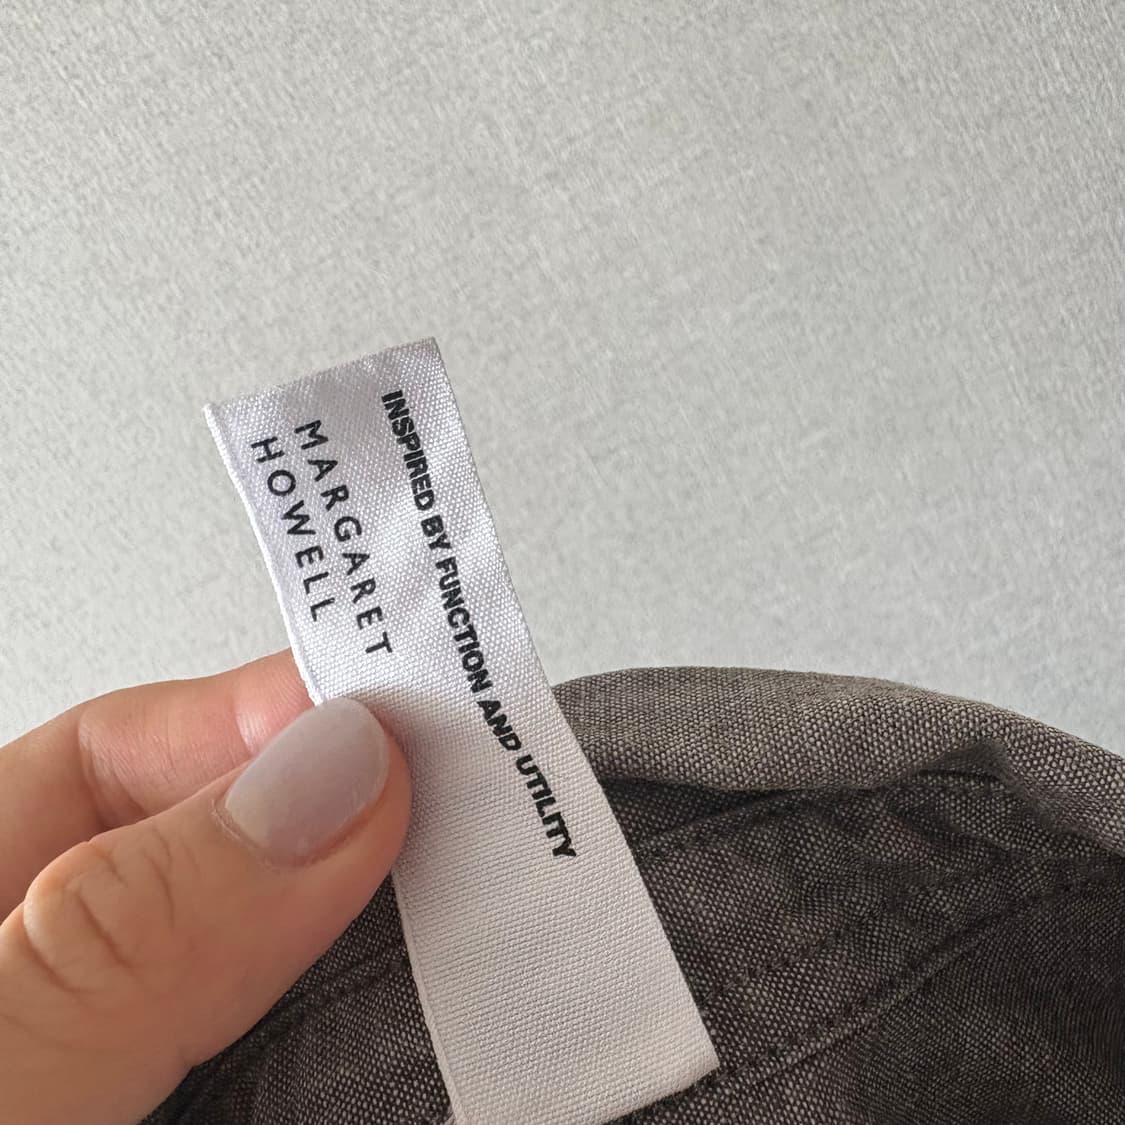 INSPIRED BY FUNCTION AND UTILITY
MARGARET
HOWELL